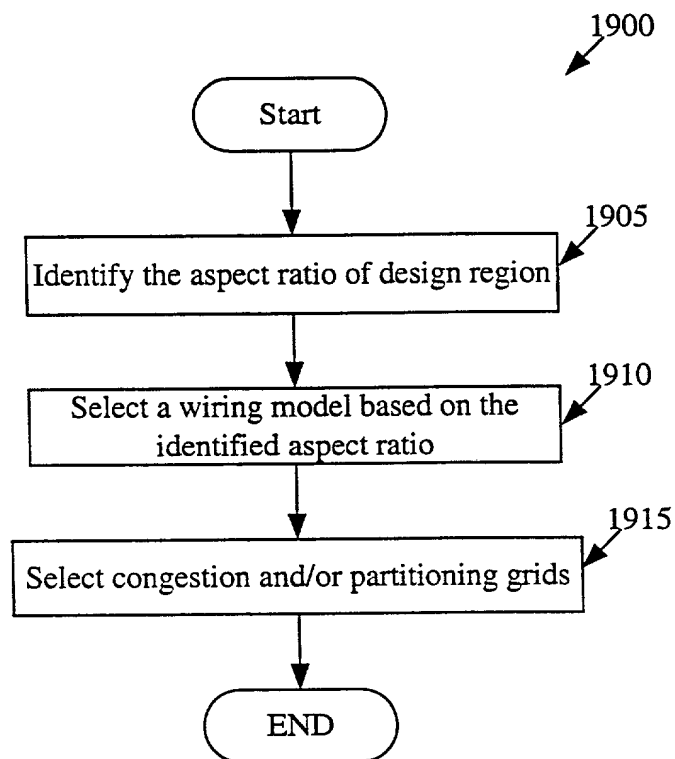 1900
Start
1905
Identify the aspect ratio of design region
1910
Select a wiring model based on the
identified aspect ratio
1915
Select congestion and/or partitioning grids
END